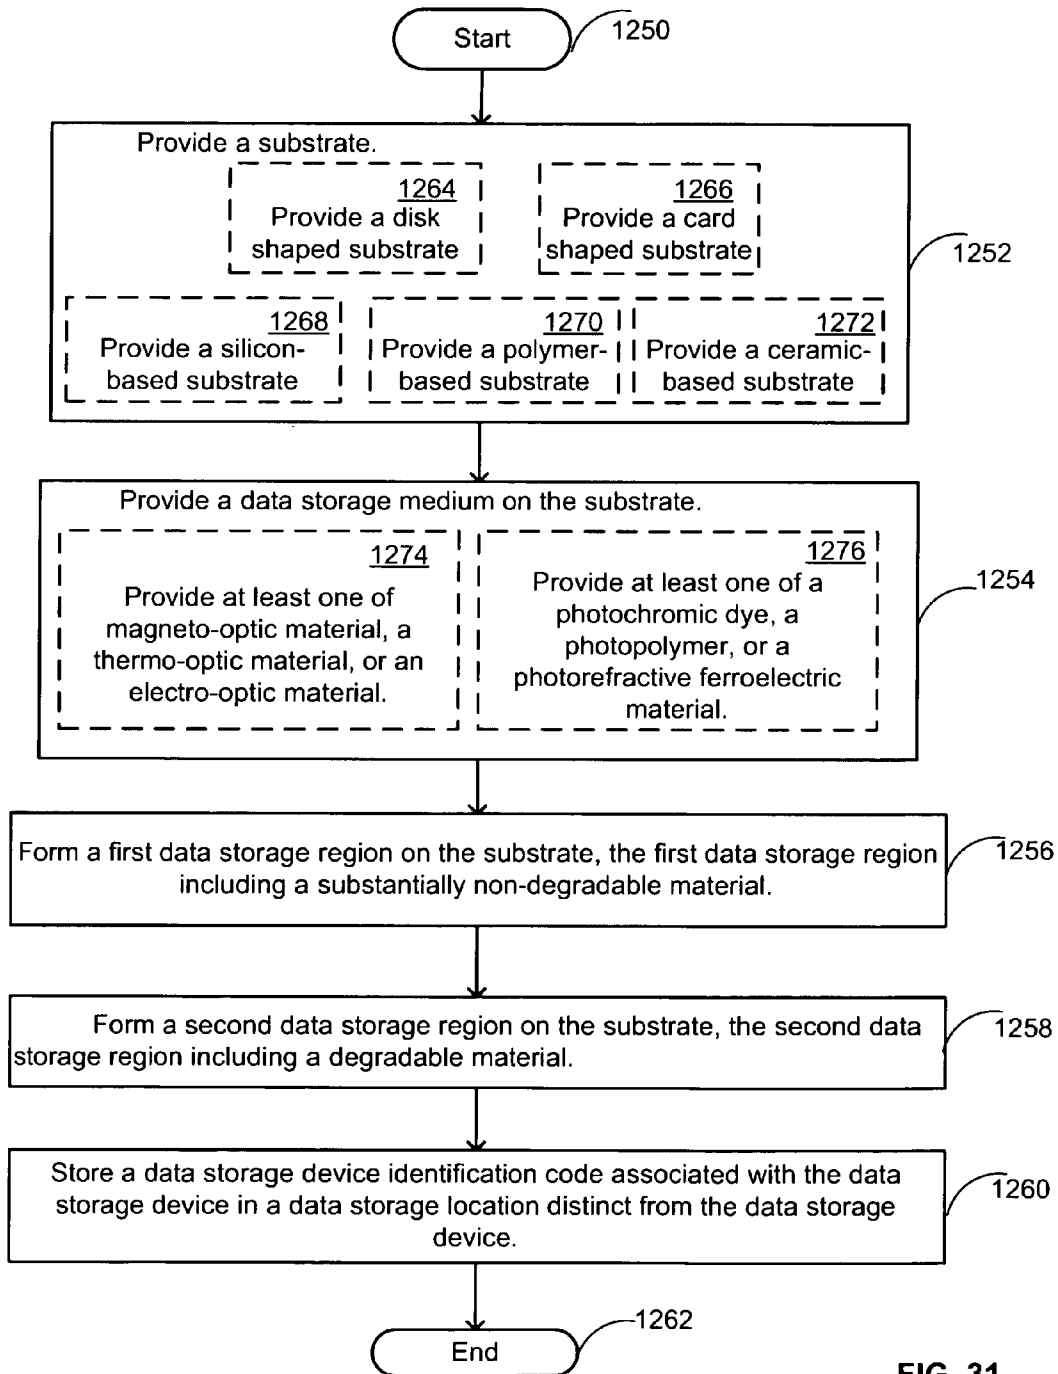 Start
1250
Provide a substrate.
1264
Provide a disk
shaped substrate
1266
Provide a card
shaped substrate
1252
1268
Provide a silicon-
based substrate
1270
Provide a polymer-
based substrate
1272
Provide a ceramic-
based substrate
Provide a data storage medium on the substrate.
1274
Provide at least one of
magneto-optic material, a
thermo-optic material, or an
electro-optic material.
1276
Provide at least one of a
photochromic dye, a
photopolymer, or a
photorefractive ferroelectric
material.
1254
Form a first data storage region on the substrate, the first data storage region
including a substantially non-degradable material.
1256
Form a second data storage region on the substrate, the second data
storage region including a degradable material.
1258
Store a data storage device identification code associated with the data
storage device in a data storage location distinct from the data storage
device.
1260
End
1262
FIG. 31